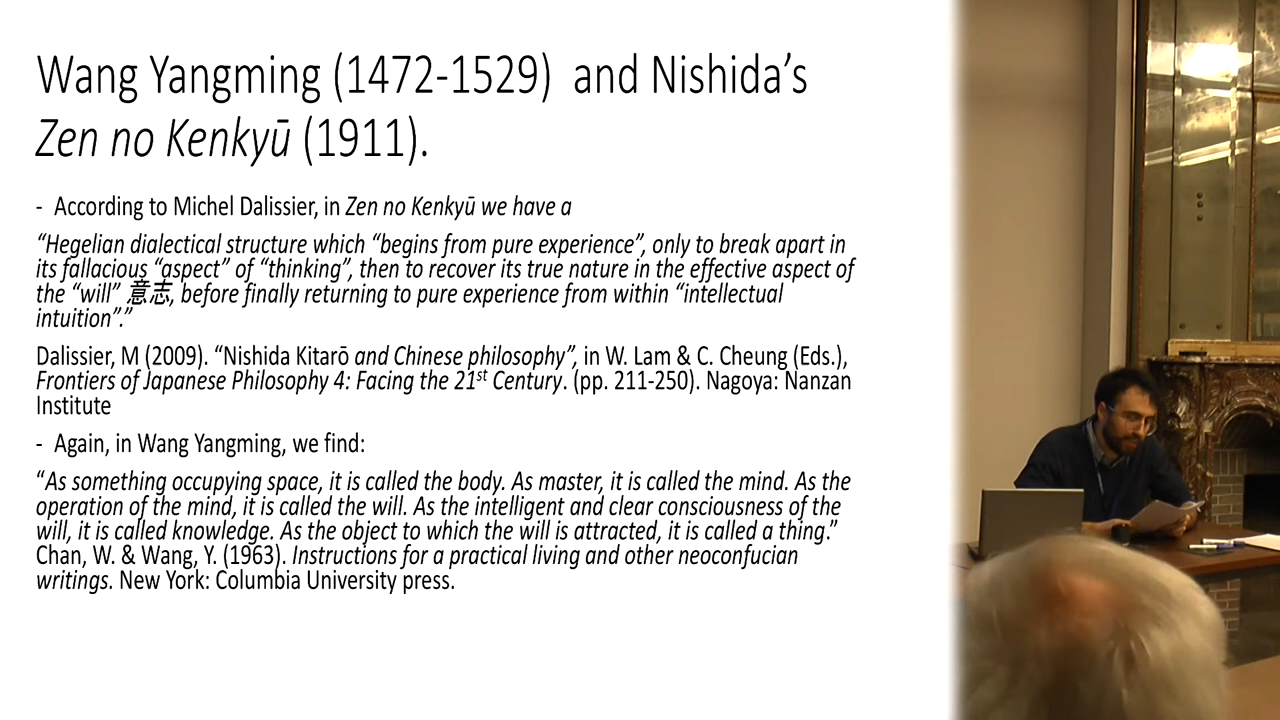 Wang Yangming (1472-1529)  and Nishida’s
Zen no Kenkyū (1911).
- According to Michel Dalissier, in Zen no Kenkyū we have a
“Hegelian dialectical structure which “begins from pure experience”, only to break apart in
its fallacious “aspect” of “thinking”, then to recover its true nature in the effective aspect of
the “will” 意志, before finally returning to pure experience from within “intellectual
intuition”.”
Dalissier, M (2009). “Nishida Kitarō and Chinese philosophy”, in W. Lam & C. Cheung (Eds.),
Frontiers of Japanese Philosophy 4: Facing the 21st Century. (pp. 211-250). Nagoya: Nanzan
Institute
- Again, in Wang Yangming, we find:
“As something occupying space, it is called the body. As master, it is called the mind. As the
operation of the mind, it is called the will. As the intelligent and clear consciousness of the
will, it is called knowledge. As the object to which the will is attracted, it is called a thing.”
Chan, W. & Wang, Y. (1963). Instructions for a practical living and other neoconfucian
writings. New York: Columbia University press.